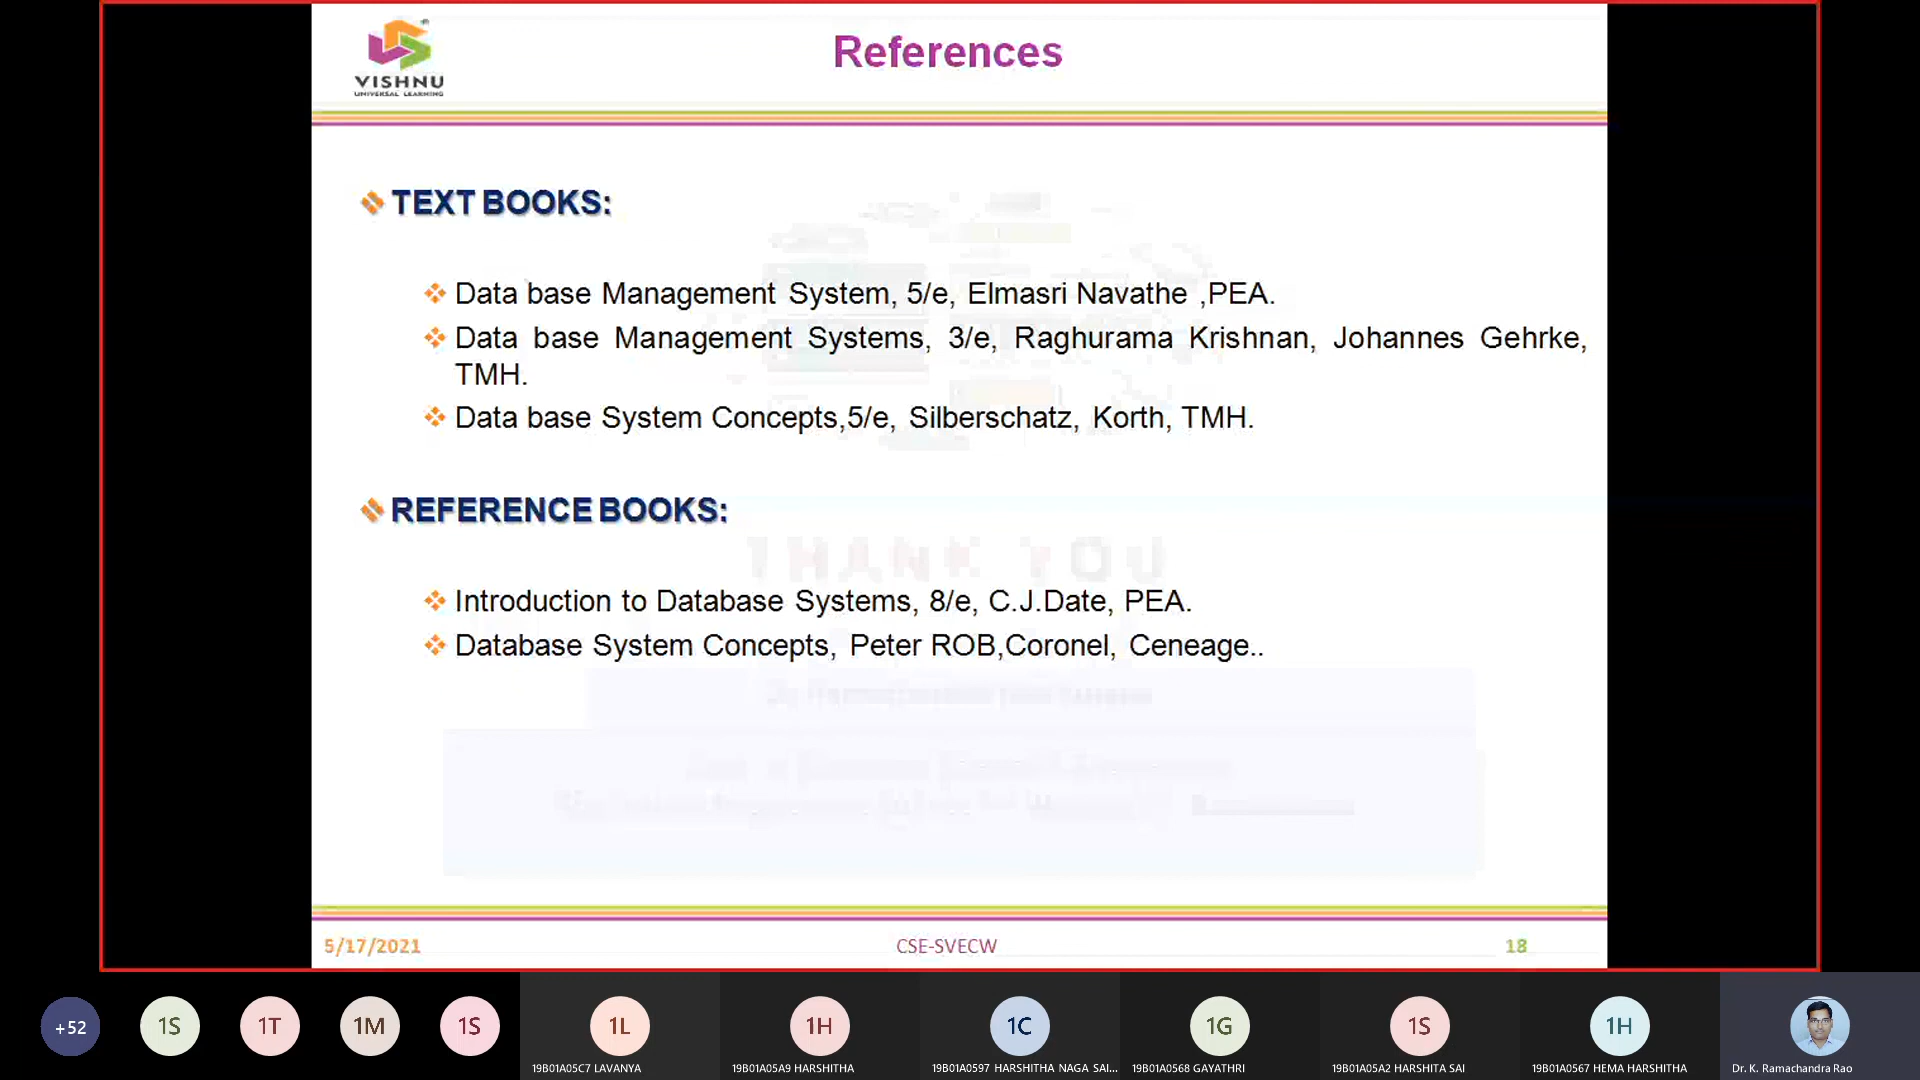 VISHNU
UNIVERSAL LEARNING
References
TEXT BOOKS:
Data base Management System, 5/e, Elmasri Navathe ,PEA.
Data base Management Systems, 3/e, Raghurama Krishnan, Johannes Gehrke,
TMH.
Data base System Concepts,5/e, Silberschatz, Korth, TMH.
REFERENCE BOOKS:
THANK YOU
Introduction to Database Systems, 8/e, C.J.Date, PEA.
Database System Concepts, Peter ROB,Coronel, Ceneage..
5/17/2021
CSE-SVECW
18
+52
1S
1T
1M
1S
1L
1H
1C
1G
1S
1H
19B01A05C7 LAVANYA
19B01A05A9 HARSHITHA
19B01A0597 HARSHITHA NAGA SAI...
19B01A0568 GAYATHRI
19B01A05A2 HARSHITA SAI
19B01A0567 HEMA HARSHITHA
Dr. K. Ramachandra Rao